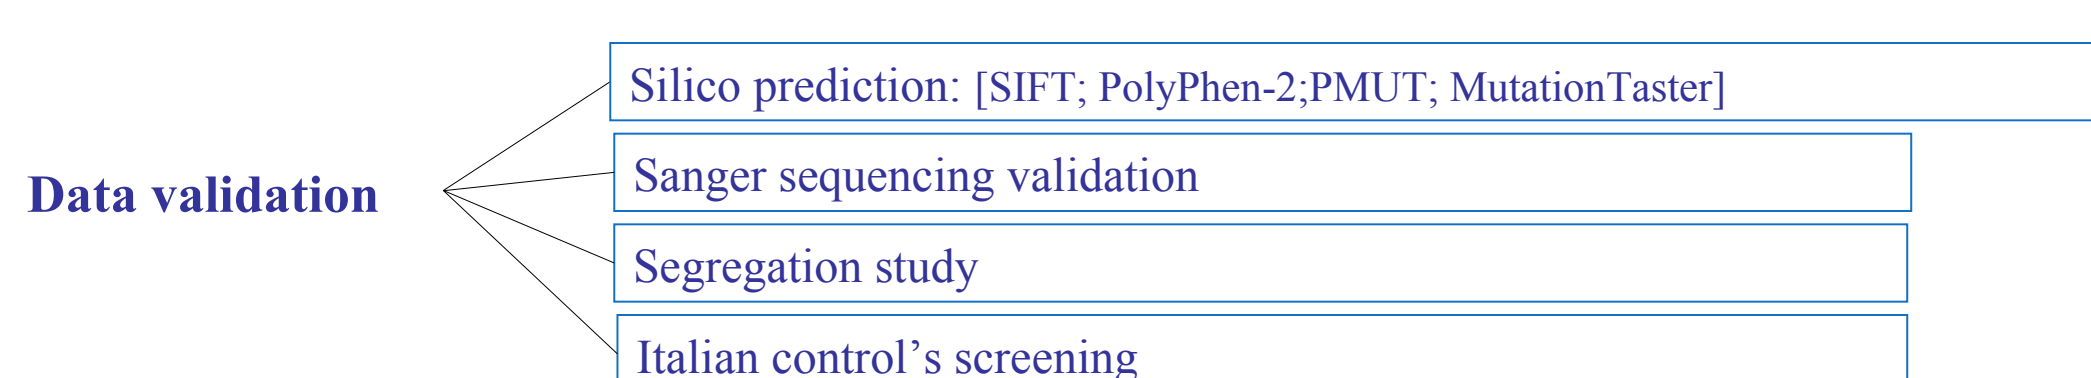 Data validation
Silico prediction: [SIFT; PolyPhen-2;PMUT; MutationTaster]
Sanger sequencing validation
Segregation study
Italian control’s screening